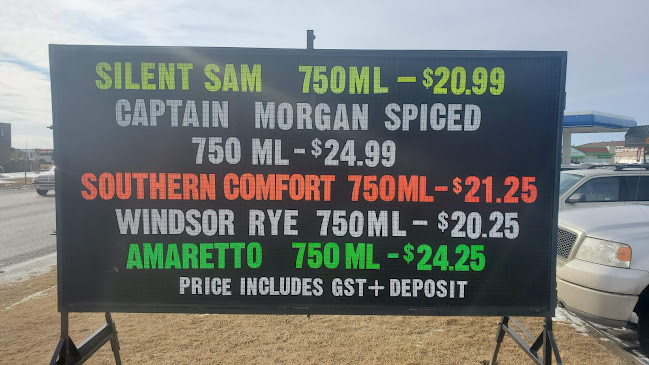 SILENT SAM 750ML - $20.99
CAPTAIN MORGAN SPICED
750 ML - $24.99
SOUTHERN COMFORT 750ML - $21.25
WINDSOR RYE 750ML - $20.25
AMARETTO 750 ML - $24.25
PRICE INCLUDES GST + DEPOSIT